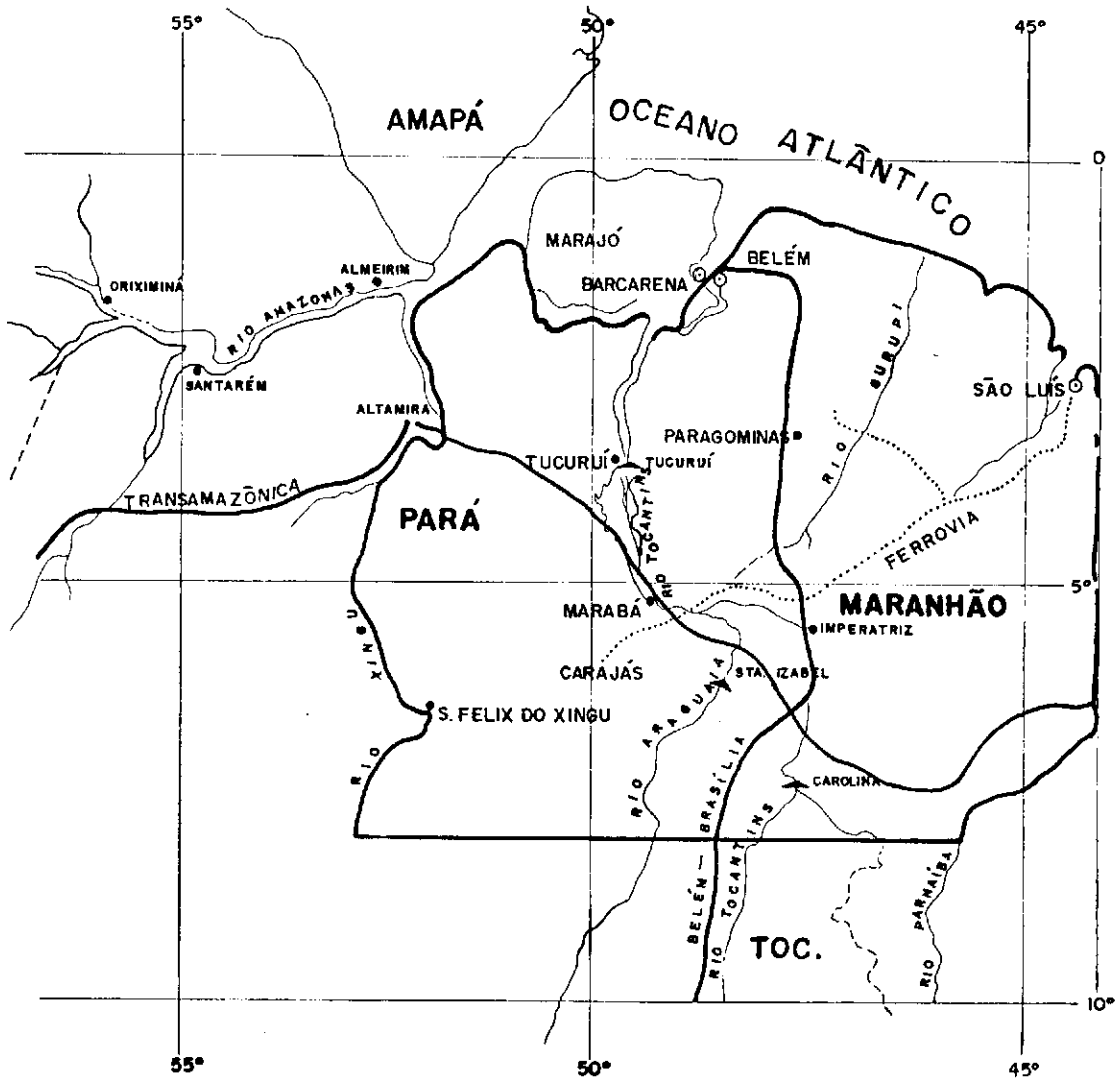 55°
50°
45°
AMAPÁ
OCEANO ATLÂNTICO
0
MARAJÓ
BELÉM
ALMEIRIM
BARCARENA
ORIXIMINÁ
RIO AMAZONAS
RIO GURUPI
SANTARÉM
SÃO LUÍS
ALTAMIRA
PARAGOMINAS
TUCURUÍ
TUCURUÍ
TRANSAMAZÔNICA
PARÁ
RIO TOCANTINS
FERROVIA
5°
MARABÁ
MARANHÃO
IMPERATRIZ
CARAJÁS
STA. IZABEL
RIO XINGU
S. FELIX DO XINGU
RIO ARAGUAIA
CAROLINA
BELÉM-BRASÍLIA
RIO TOCANTINS
RIO PARNAÍBA
TOC.
10°
55°
50°
45°